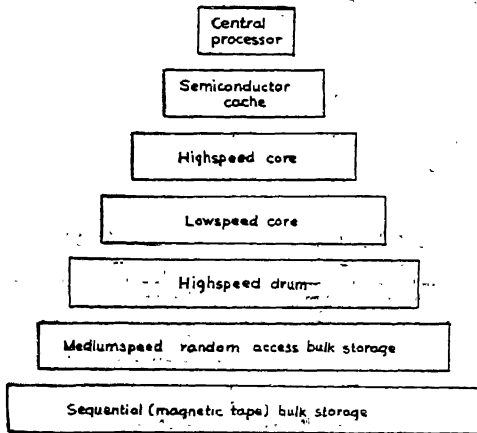 Central
processor
Semiconductor
cache
Highspeed core
Lowspeed core
Highspeed drum
Mediumspeed random access bulk storage
Sequential (magnetic tape) bulk storage